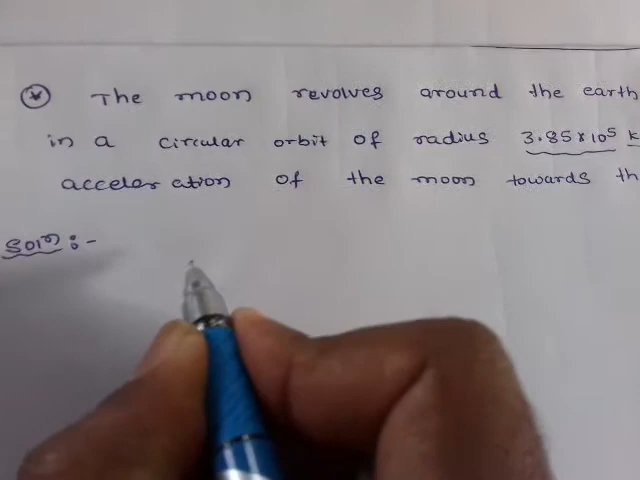 The moon revolves around the earth
in a circular orbit of radius 3.85×10⁵ k
acceleration of the moon towards th
Soln :-